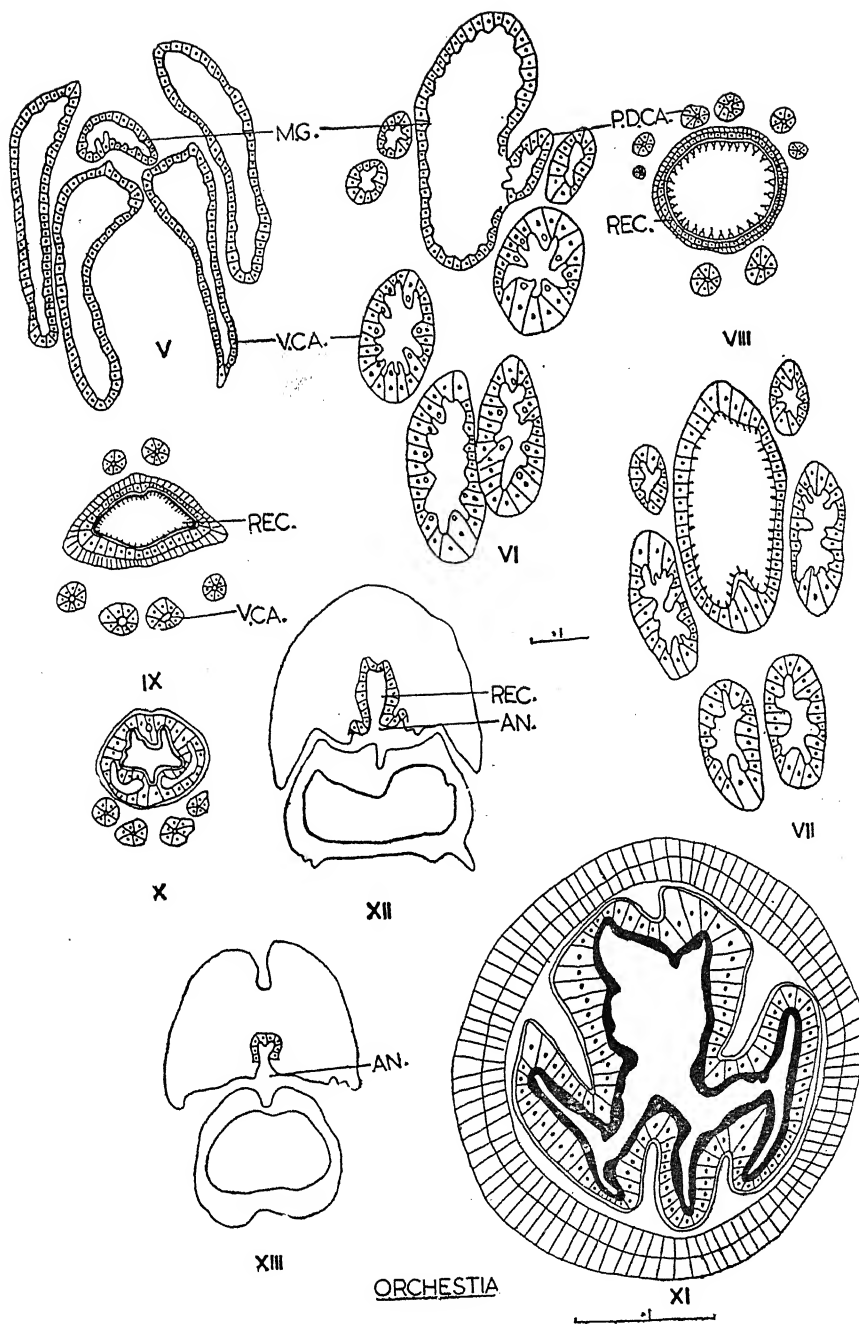 M.G.
P.D.CA.
REC.
V
V.CA.
VIII
VI
REC.
V.CA.
IX
·1
REC.
AN.
X
XII
VII
AN.
XIII
ORCHESTIA
XI
·1